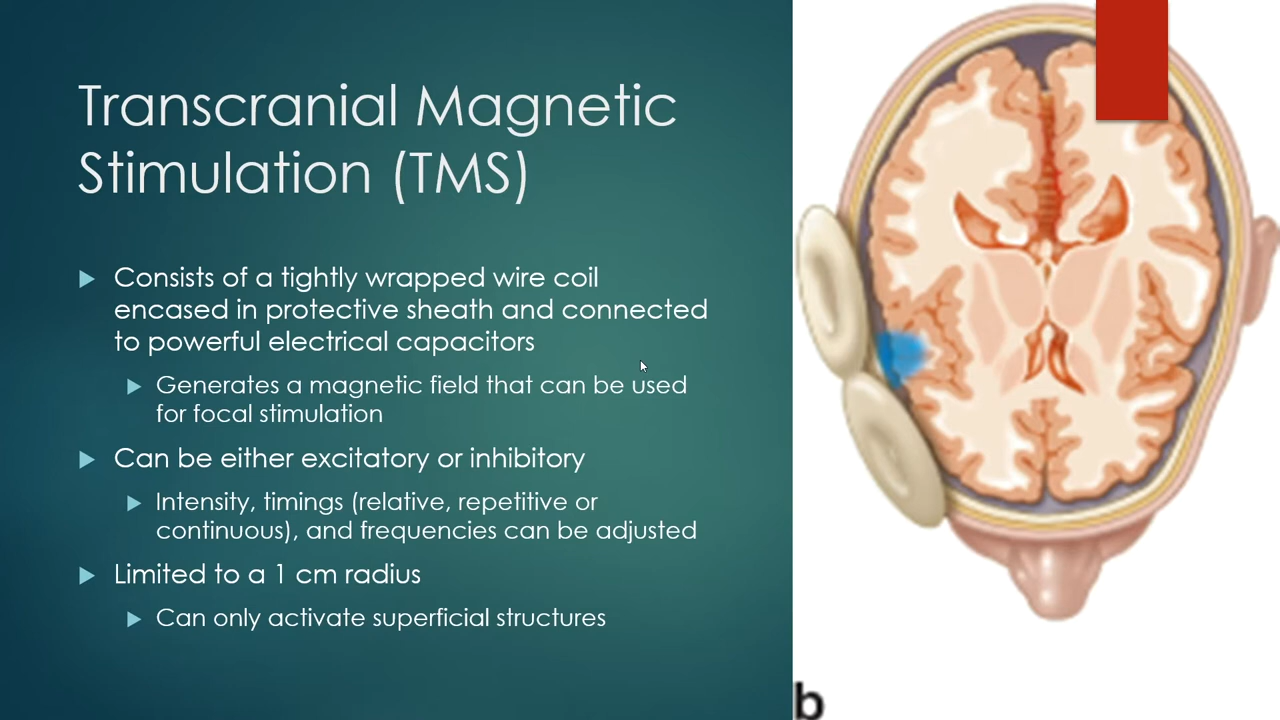 Transcranial Magnetic
Stimulation (TMS)
Consists of a tightly wrapped wire coil
encased in protective sheath and connected
to powerful electrical capacitors
Generates a magnetic field that can be used
for focal stimulation
Can be either excitatory or inhibitory
Intensity, timings (relative, repetitive or
continuous), and frequencies can be adjusted
Limited to a 1 cm radius
Can only activate superficial structures
b